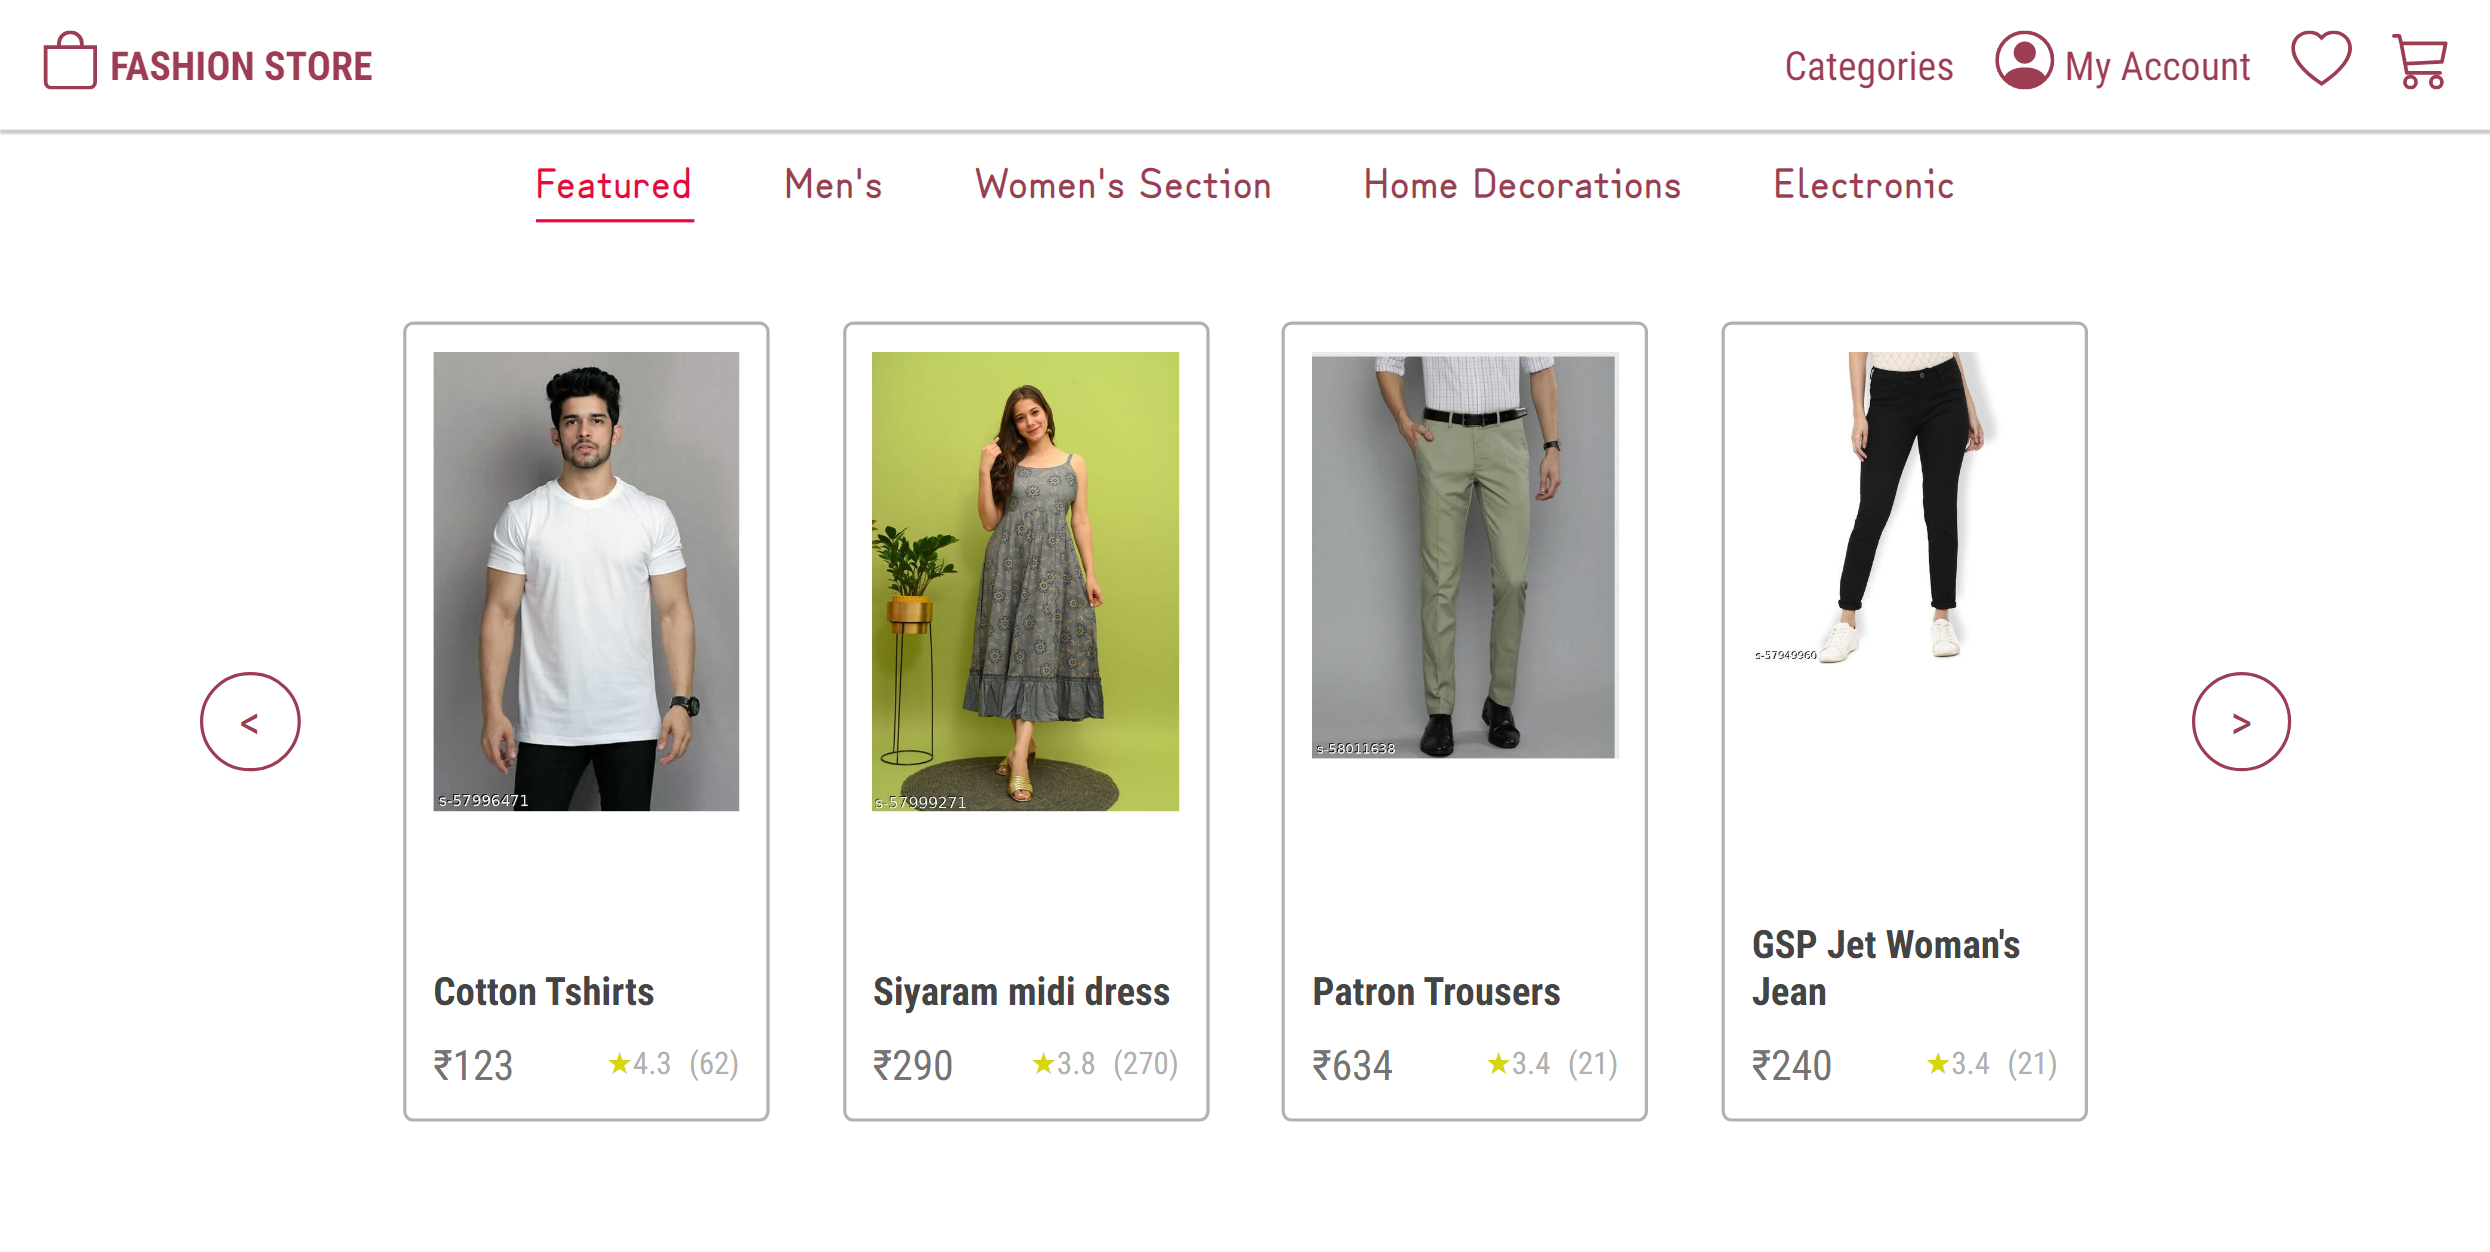 FASHION STORE
Categories
My Account
Featured
Men's
Women's Section
Home Decorations
Electronic
<
s-57996471
Cotton Tshirts
₹123 ★4.3 (62)
s-57999271
Siyaram midi dress
₹290 ★3.8 (270)
s-58011638
Patron Trousers
₹634 ★3.4 (21)
s-57949960
GSP Jet Woman's
Jean
₹240 ★3.4 (21)
>